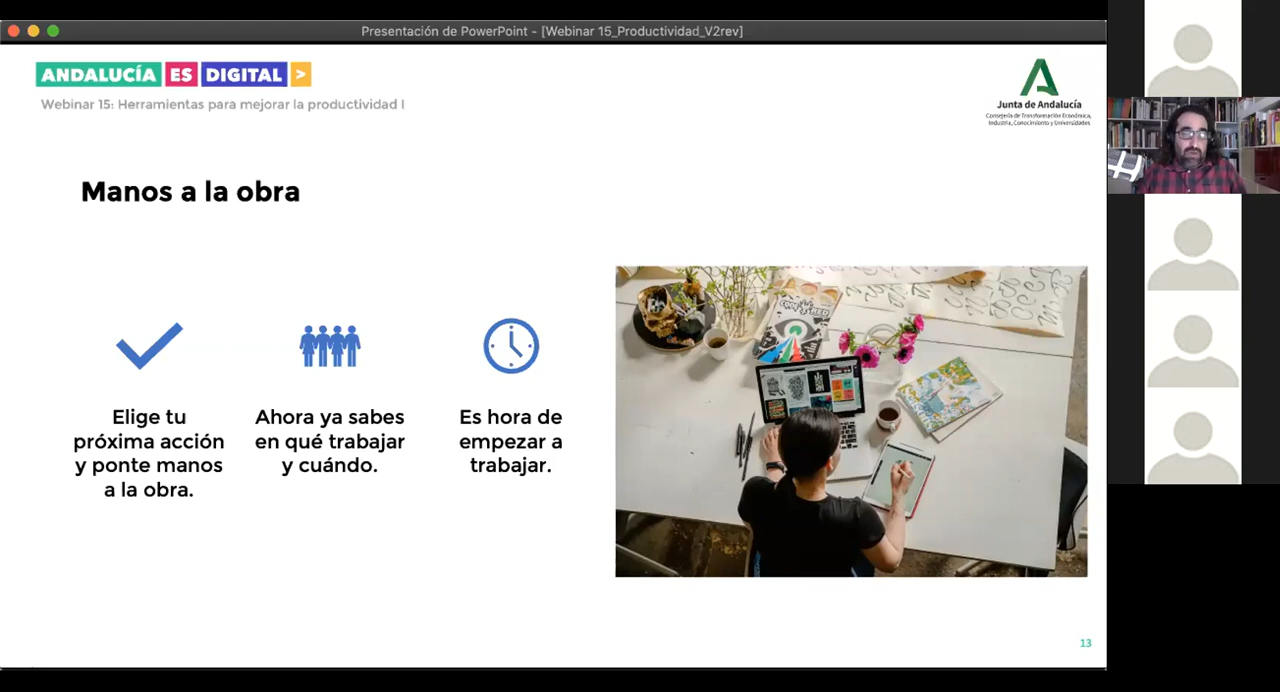 Presentación de PowerPoint - [Webinar 15_Productividad_V2rev]
ANDALUCÍA ES DIGITAL >
Webinar 15: Herramientas para mejorar la productividad I
Junta de Andalucía
Consejería de Transformación Económica,
Industria, Conocimiento y Universidades
Manos a la obra
Elige tu
próxima acción
y ponte manos
a la obra.
Ahora ya sabes
en qué trabajar
y cuándo.
Es hora de
empezar a
trabajar.
13